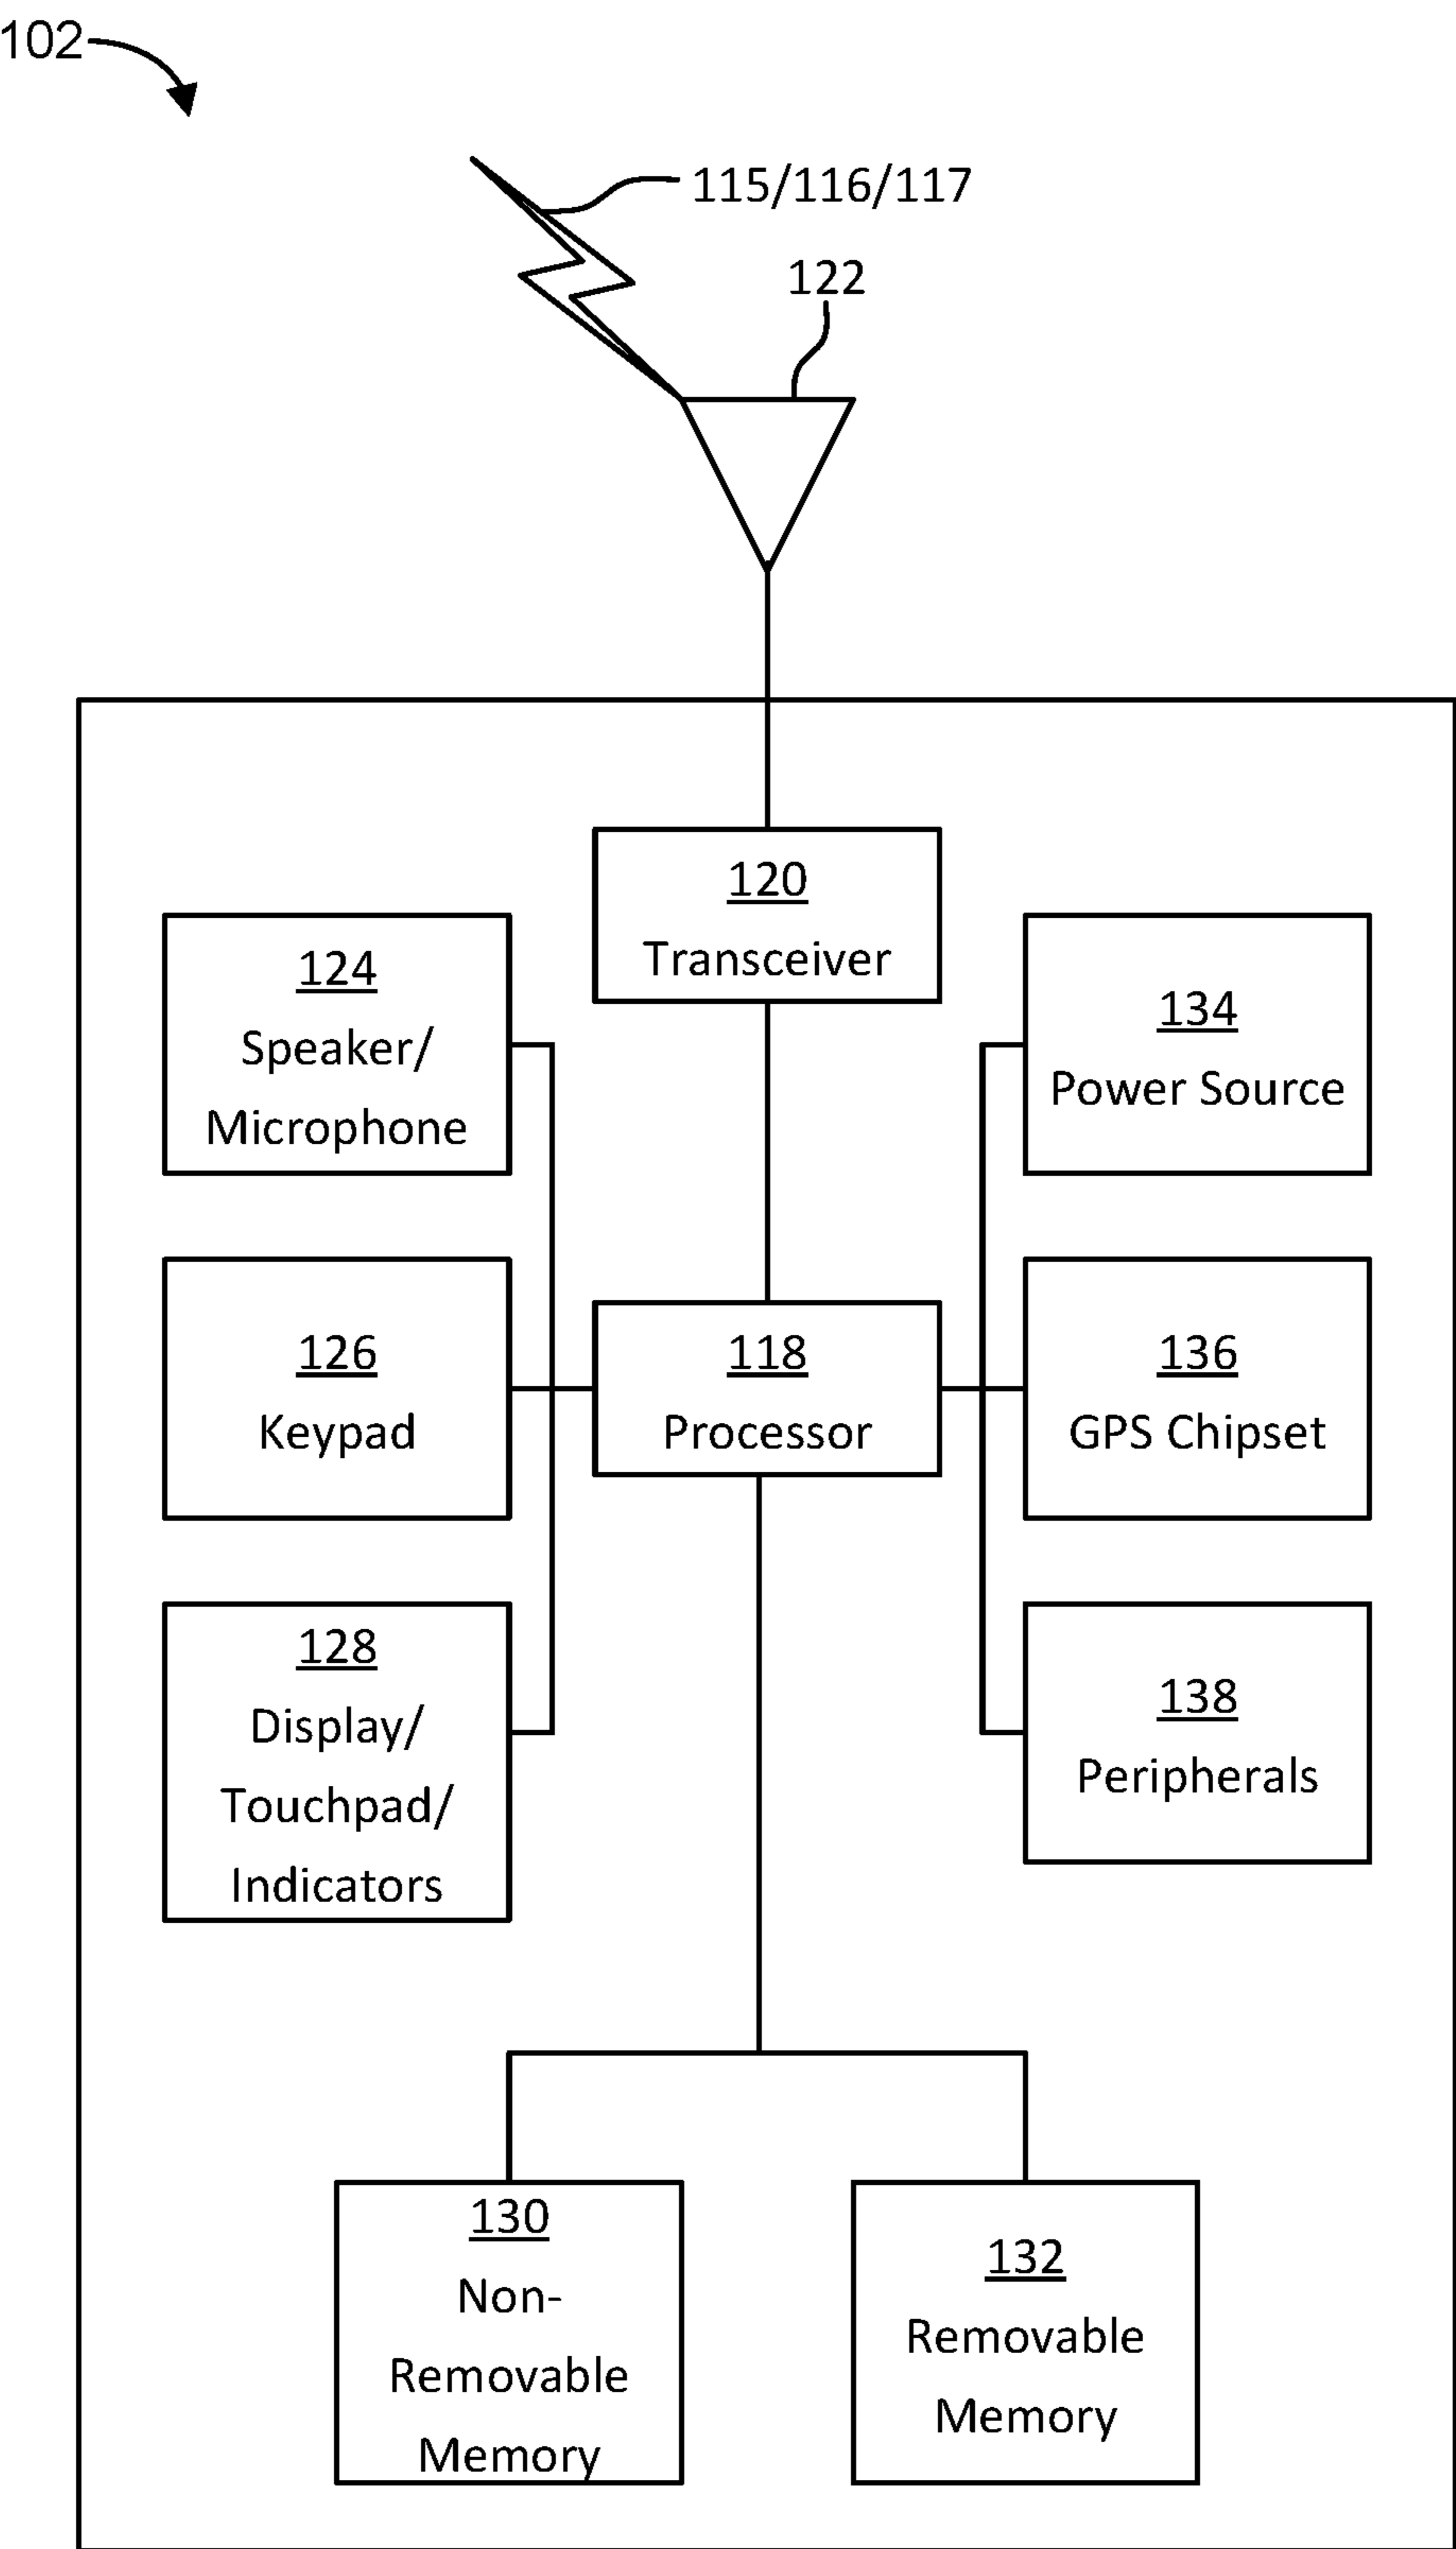 102
115/116/117
122
120
Transceiver
124
Speaker/
Microphone
134
Power Source
126
Keypad
118
Processor
136
GPS Chipset
128
Display/
Touchpad/
Indicators
138
Peripherals
130
Non-
Removable
Memory
132
Removable
Memory